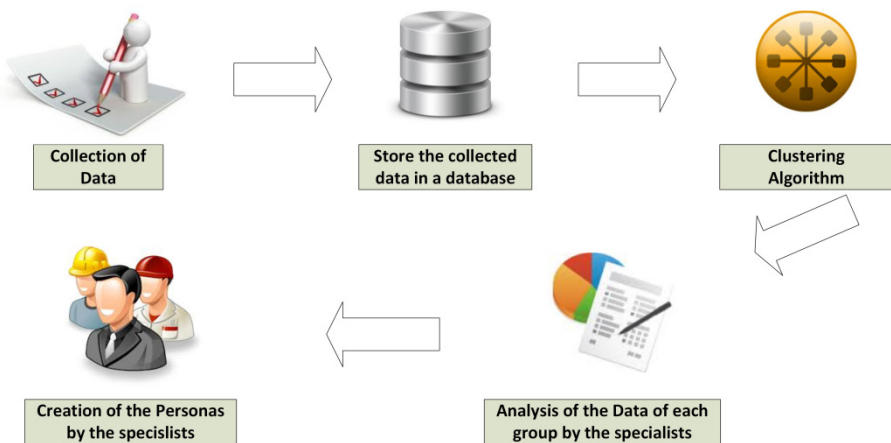 Collection of
Data
Store the collected
data in a database
Clustering
Algorithm
Analysis of the Data of each
group by the specialists
Creation of the Personas
by the specislists